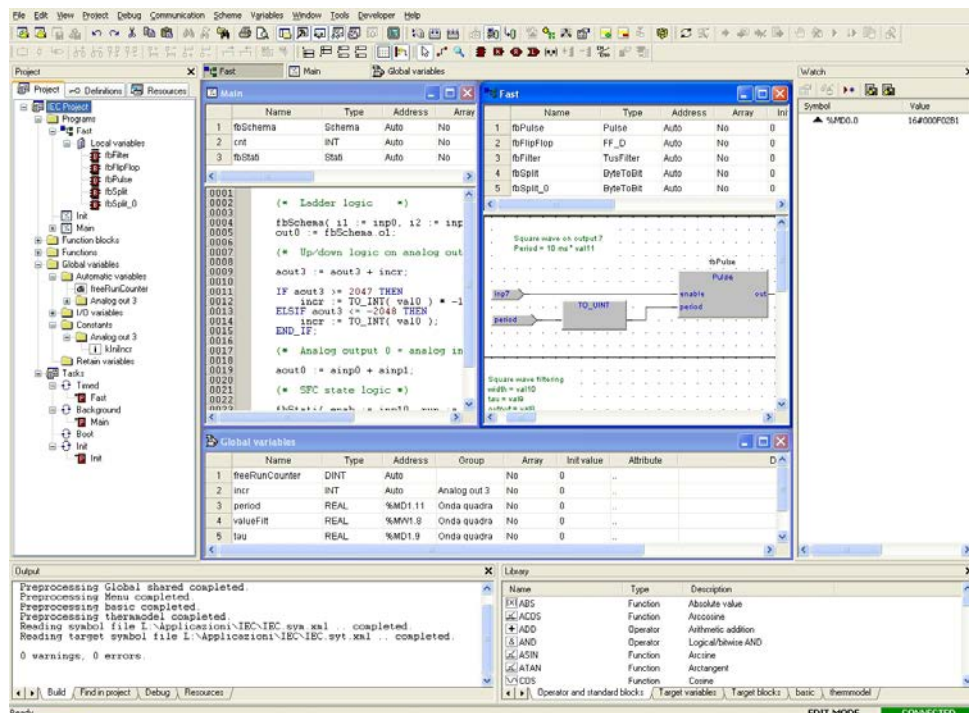 File Edit View Project Debug Communication Scheme Variables Window Tools Developer Help
Project
Fast
Main
Global variables
Watch
Project
Definitions
Resources
Symbol Value
%MD0.0 16#000F02B1
IEC Project
Programs
Fast
Local variables
fbFilter
fbFlipFlop
fbPulse
fbSplit
fbSplit_0
Init
Main
Function blocks
Functions
Global variables
Automatic variables
freeRunCounter
Analog out 3
I/O variables
Constants
Analog out 3
kIniIncr
Retain variables
Tasks
Timed
Fast
Background
Main
Boot
Init
Init
Main
Name Type Address Array
1 fbSchema Schema Auto No
2 cnt INT Auto No
3 fbStati Stati Auto No
0001
0002 (* Ladder logic *)
0003
0004 fbSchema( i1 := inp0, i2 := inp
0005 out0 := fbSchema.o1;
0006
0007 (* Up/down logic on analog out
0008
0009 aout3 := aout3 + incr;
0010
0011 IF aout3 >= 2047 THEN
0012 incr := TO_INT( val0 ) * -1
0013 ELSIF aout3 <= -2048 THEN
0014 incr := TO_INT( val0 );
0015 END_IF;
0016
0017 (* Analog output 0 = analog in
0018
0019 aout0 := ainp0 + ainp1;
0020
0021 (* SFC state logic *)
0022
Fast
Name Type Address Array Ini
1 fbPulse Pulse Auto No 0
2 fbFlipFlop FF_D Auto No 0
3 fbFilter TusFilter Auto No 0
4 fbSplit ByteToBit Auto No 0
5 fbSplit_0 ByteToBit Auto No 0
Square wave on output 7
Period = 10 ms * val11
fbPulse
Pulse
inp7
enable out
TO_UINT
period
period
Square wave filtering
width = val10
tau = val9
output = val8
Global variables
Name Type Address Group Array Init value Attribute D
1 freeRunCounter DINT Auto No 0 ..
2 incr INT Auto Analog out 3 No 0 ..
3 period REAL %MD1.11 Onda quadra No 0 ..
4 valueFilt REAL %MW1.8 Onda quadra No 0 ..
5 tau REAL %MD1.9 Onda quadra No 0 ..
Output
Preprocessing Global shared completed.
Preprocessing Menu completed.
Preprocessing basic completed.
Preprocessing thermodel completed.
Reading symbol file L:\Applicazioni\IEC\IEC.sym.xml .. completed.
Reading target symbol file L:\Applicazioni\IEC\IEC.syt.xml .. completed.
0 warnings, 0 errors.
Build Find in project Debug Resources
Library
Name Type Description
ABS Function Absolute value
ACOS Function Arccosine
ADD Operator Arithmetic addition
AND Operator Logical/bitwise AND
ASIN Function Arcsine
ATAN Function Arctangent
COS Function Cosine
Operator and standard blocks Target variables Target blocks basic thermmodel
Ready
EDIT MODE CONNECTED